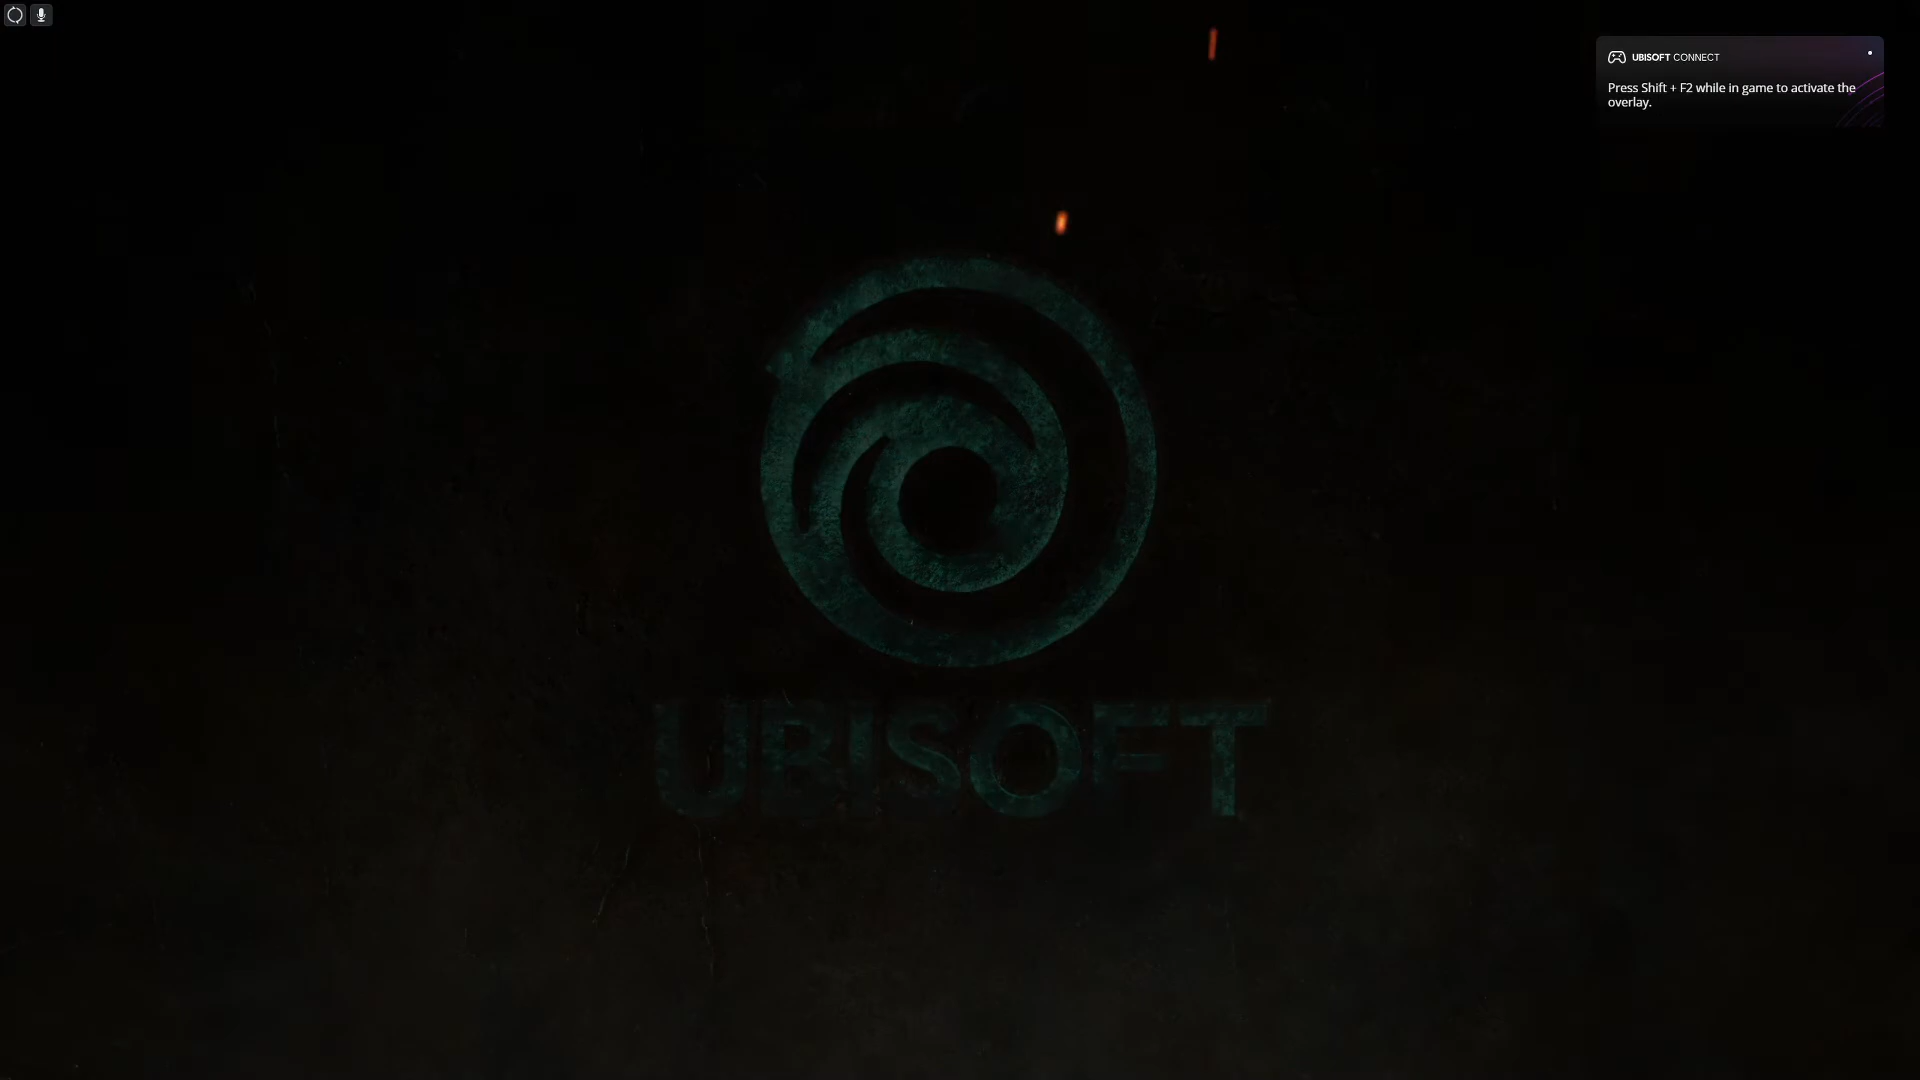 UBISOFT CONNECT
Press Shift + F2 while in game to activate the
overlay.
UBISOFT